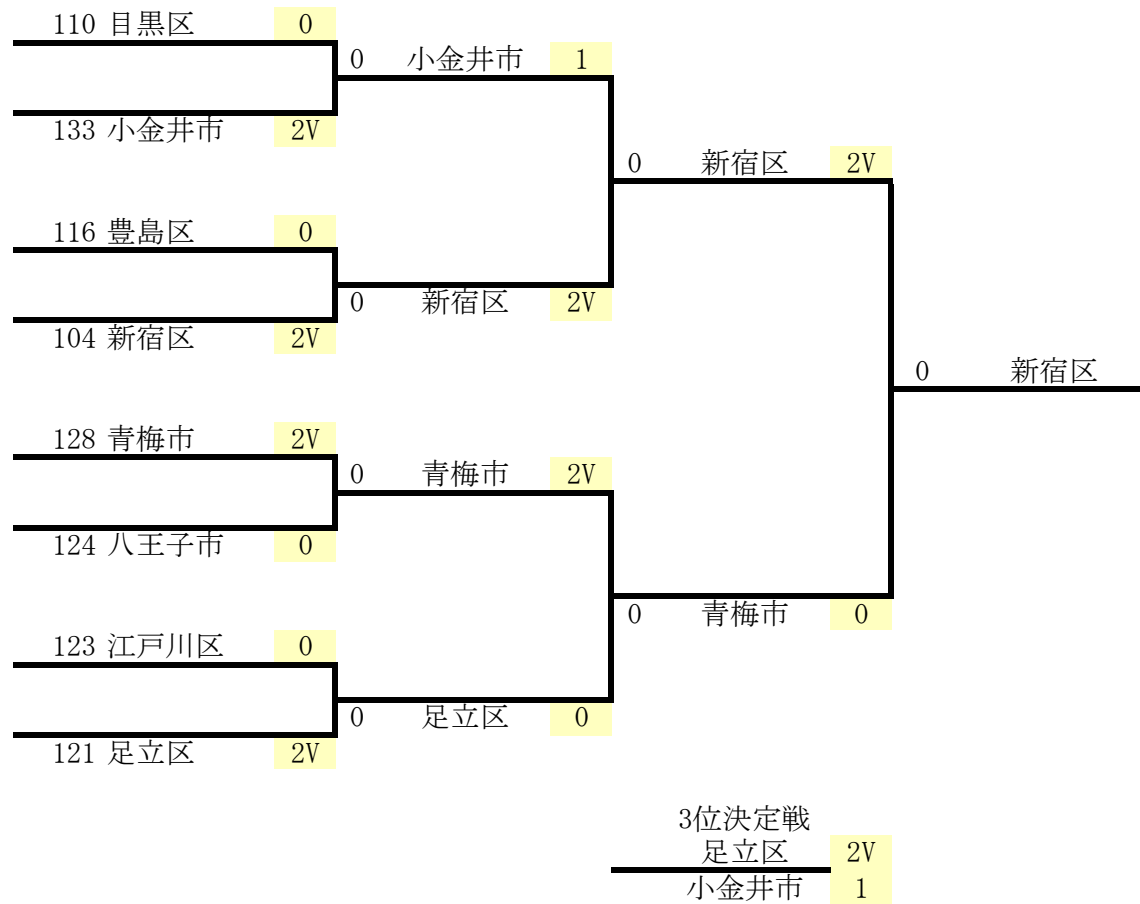 110 目黒区 0
0 小金井市 1
133 小金井市 2V
0 新宿区 2V
116 豊島区 0
0 新宿区 2V
104 新宿区 2V
0 新宿区
128 青梅市 2V
0 青梅市 2V
124 八王子市 0
0 青梅市 0
123 江戸川区 0
0 足立区 0
121 足立区 2V
3位決定戦
足立区 2V
小金井市 1